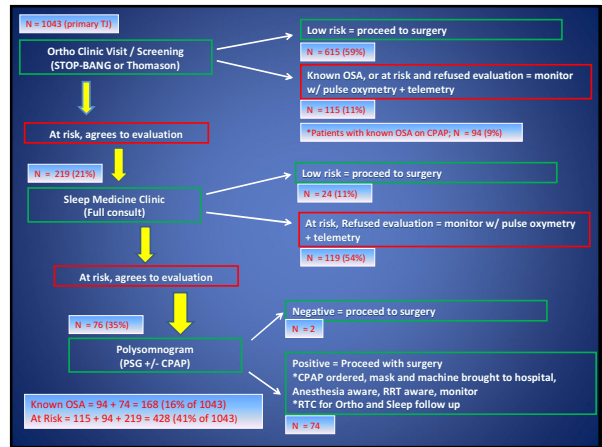 N = 1043 (primary TJ)
Ortho Clinic Visit / Screening
(STOP-BANG or Thomason)
Low risk = proceed to surgery
N = 615 (59%)
Known OSA, or at risk and refused evaluation = monitor
w/ pulse oxymetry + telemetry
N = 115 (11%)
*Patients with known OSA on CPAP; N = 94 (9%)
At risk, agrees to evaluation
N = 219 (21%)
Sleep Medicine Clinic
(Full consult)
Low risk = proceed to surgery
N = 24 (11%)
At risk, Refused evaluation = monitor w/ pulse oxymetry
+ telemetry
N = 119 (54%)
At risk, agrees to evaluation
N = 76 (35%)
Polysomnogram
(PSG +/- CPAP)
Negative = proceed to surgery
N = 2
Positive = Proceed with surgery
*CPAP ordered, mask and machine brought to hospital,
Anesthesia aware, RRT aware, monitor
*RTC for Ortho and Sleep follow up
N = 74
Known OSA = 94 + 74 = 168 (16% of 1043)
At Risk = 115 + 94 + 219 = 428 (41% of 1043)